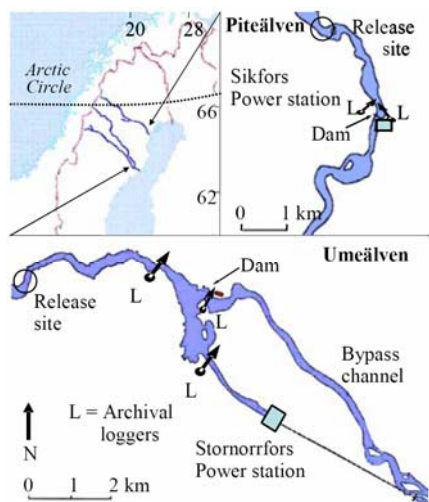 20 28
Arctic
Circle
66
62
Piteälven
Release
site
Sikfors
Power station
L
L
Dam
0 1 km
Umeälven
Dam
L
L
L
Release
site
Bypass
channel
L = Archival
loggers
N
Stornorrfors
Power station
0 1 2 km